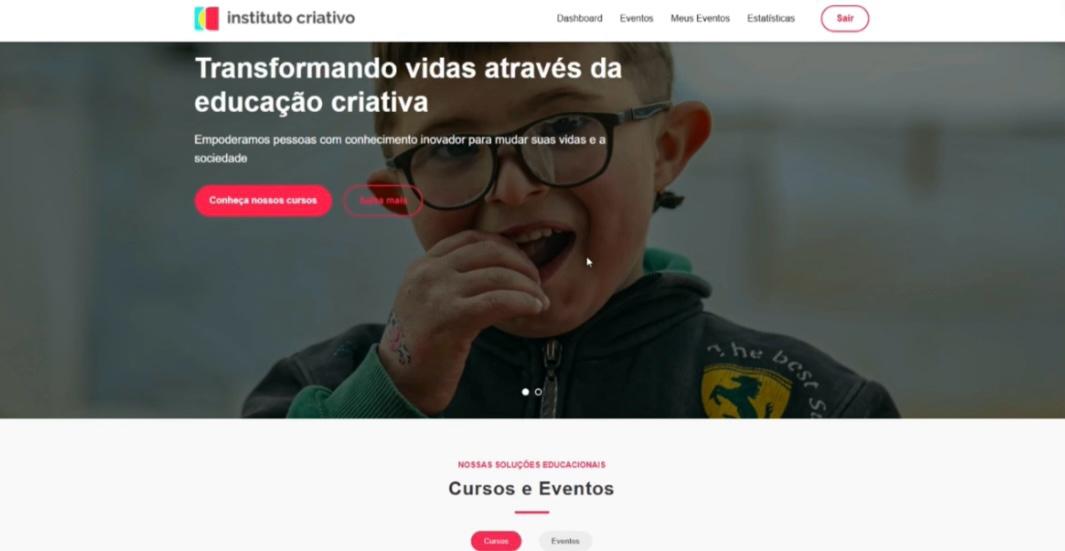 instituto criativo
Dashboard Eventos Meus Eventos Estatísticas Sair
Transformando vidas através da
educação criativa
Empoderamos pessoas com conhecimento inovador para mudar suas vidas e a
sociedade
Conheça nossos cursos Saiba mais
the best
NOSSAS SOLUÇÕES EDUCACIONAIS
Cursos e Eventos
Cursos Eventos